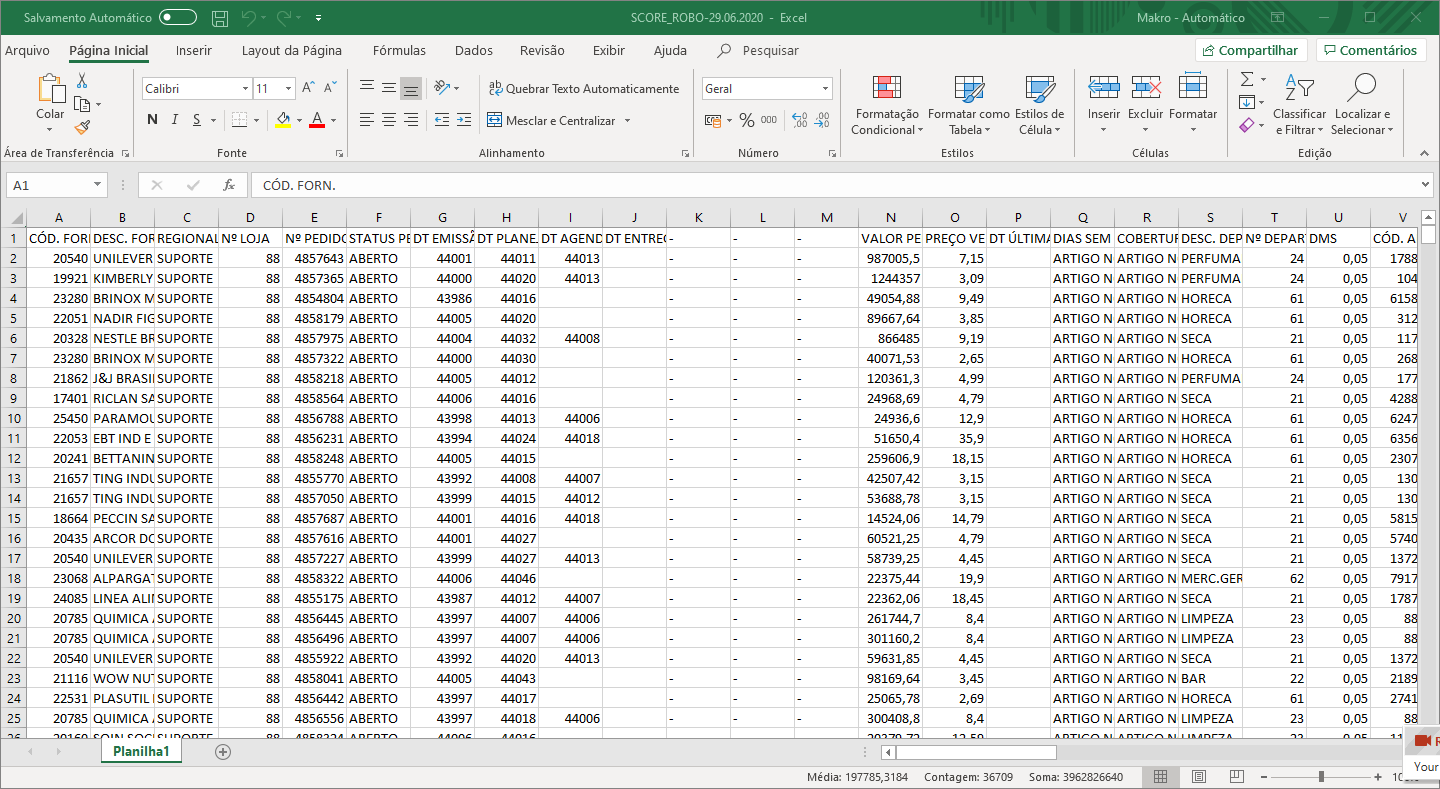 Salvamento Automático SCORE_ROBO-29.06.2020 - Excel Makro - Automático
Arquivo Página Inicial Inserir Layout da Página Fórmulas Dados Revisão Exibir Ajuda Pesquisar Compartilhar Comentários
Calibri 11 Quebrar Texto Automaticamente Geral
Colar N I S A Mesclar e Centralizar % 000 Formatação Condicional Formatar como Tabela Estilos de Célula Inserir Excluir Formatar Classificar e Filtrar Localizar e Selecionar
Área de Transferência Fonte Alinhamento Número Estilos Células Edição
A1 fx CÓD. FORN.
A B C D E F G H I J K L M N O P Q R S T U V
1 CÓD. FOR DESC. FOR REGIONAL Nº LOJA Nº PEDIDO STATUS PE DT EMISSÃ DT PLANE. DT AGEND DT ENTREG - - - VALOR PE PREÇO VE DT ÚLTIMA DIAS SEM COBERTUR DESC. DEP Nº DEPAR DMS CÓD. A
2 20540 UNILEVER SUPORTE 88 4857643 ABERTO 44001 44011 44013 - - - 987005,5 7,15 ARTIGO N ARTIGO N PERFUMA 24 0,05 1788
3 19921 KIMBERLY SUPORTE 88 4857365 ABERTO 44000 44020 44013 - - - 1244357 3,09 ARTIGO N ARTIGO N PERFUMA 24 0,05 104
4 23280 BRINOX M SUPORTE 88 4854804 ABERTO 43986 44016 - - - 49054,88 9,49 ARTIGO N ARTIGO N HORECA 61 0,05 6158
5 22051 NADIR FIG SUPORTE 88 4858179 ABERTO 44005 44020 - - - 89667,64 3,85 ARTIGO N ARTIGO N HORECA 61 0,05 312
6 20328 NESTLE BR SUPORTE 88 4857975 ABERTO 44004 44032 44008 - - - 866485 9,19 ARTIGO N ARTIGO N SECA 21 0,05 117
7 23280 BRINOX M SUPORTE 88 4857322 ABERTO 44000 44030 - - - 40071,53 2,65 ARTIGO N ARTIGO N HORECA 61 0,05 268
8 21862 J&J BRASI SUPORTE 88 4858218 ABERTO 44005 44012 - - - 120361,3 4,99 ARTIGO N ARTIGO N PERFUMA 24 0,05 177
9 17401 RICLAN SA SUPORTE 88 4858564 ABERTO 44006 44016 - - - 24968,69 4,79 ARTIGO N ARTIGO N SECA 21 0,05 4288
10 25450 PARAMOU SUPORTE 88 4856788 ABERTO 43998 44013 44006 - - - 24936,6 12,9 ARTIGO N ARTIGO N HORECA 61 0,05 6247
11 22053 EBT IND E SUPORTE 88 4856231 ABERTO 43994 44024 44018 - - - 51650,4 35,9 ARTIGO N ARTIGO N HORECA 61 0,05 6356
12 20241 BETTANIN SUPORTE 88 4858248 ABERTO 44005 44015 - - - 259606,9 18,15 ARTIGO N ARTIGO N HORECA 61 0,05 2307
13 21657 TING INDU SUPORTE 88 4855770 ABERTO 43992 44008 44007 - - - 42507,42 3,15 ARTIGO N ARTIGO N SECA 21 0,05 130
14 21657 TING INDU SUPORTE 88 4857050 ABERTO 43999 44015 44012 - - - 53688,78 3,15 ARTIGO N ARTIGO N SECA 21 0,05 130
15 18664 PECCIN SA SUPORTE 88 4857687 ABERTO 44001 44016 44018 - - - 14524,06 14,79 ARTIGO N ARTIGO N SECA 21 0,05 5815
16 20435 ARCOR DO SUPORTE 88 4857616 ABERTO 44001 44027 - - - 60521,25 4,79 ARTIGO N ARTIGO N SECA 21 0,05 5740
17 20540 UNILEVER SUPORTE 88 4857227 ABERTO 43999 44027 44013 - - - 58739,25 4,45 ARTIGO N ARTIGO N SECA 21 0,05 1372
18 23068 ALPARGAT SUPORTE 88 4858322 ABERTO 44006 44046 - - - 22375,44 19,9 ARTIGO N ARTIGO N MERC.GER 62 0,05 7917
19 24085 LINEA ALIN SUPORTE 88 4855175 ABERTO 43987 44012 44007 - - - 22362,06 18,45 ARTIGO N ARTIGO N SECA 21 0,05 1787
20 20785 QUIMICA A SUPORTE 88 4856445 ABERTO 43997 44007 44006 - - - 261744,7 8,4 ARTIGO N ARTIGO N LIMPEZA 23 0,05 88
21 20785 QUIMICA A SUPORTE 88 4856496 ABERTO 43997 44007 44006 - - - 301160,2 8,4 ARTIGO N ARTIGO N LIMPEZA 23 0,05 88
22 20540 UNILEVER SUPORTE 88 4855922 ABERTO 43992 44020 44013 - - - 59631,85 4,45 ARTIGO N ARTIGO N SECA 21 0,05 1372
23 21116 WOW NUT SUPORTE 88 4858041 ABERTO 44005 44043 - - - 98169,64 3,45 ARTIGO N ARTIGO N BAR 22 0,05 2189
24 22531 PLASUTIL SUPORTE 88 4856442 ABERTO 43997 44017 - - - 25065,78 2,69 ARTIGO N ARTIGO N HORECA 61 0,05 2741
25 20785 QUIMICA A SUPORTE 88 4856556 ABERTO 43997 44018 44006 - - - 300408,8 8,4 ARTIGO N ARTIGO N LIMPEZA 23 0,05 88
Planilha1
Média: 197785,3184 Contagem: 36709 Soma: 3962826640
Your